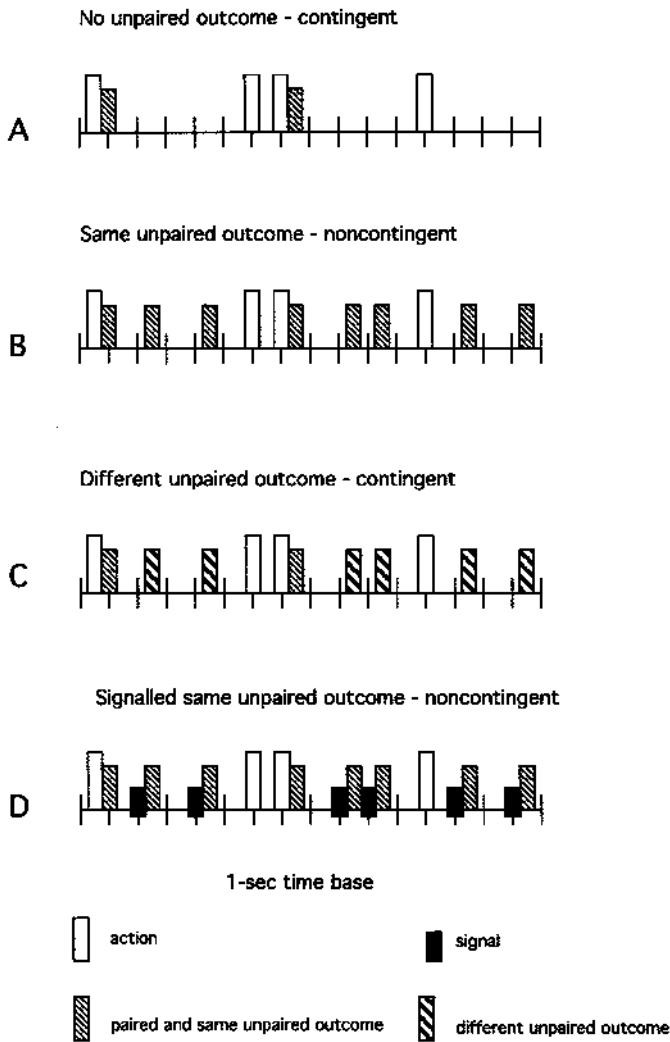 No unpaired outcome - contingent
A
Same unpaired outcome - noncontingent
B
Different unpaired outcome - contingent
C
Signalled same unpaired outcome - noncontingent
D
1-sec time base
action
signal
paired and same unpaired outcome
different unpaired outcome